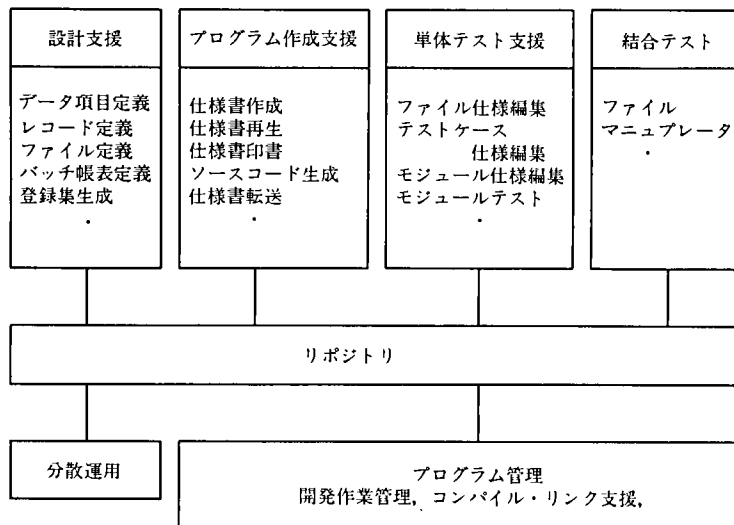 設計支援
データ項目定義
レコード定義
ファイル定義
バッチ帳表定義
登録集生成
・
プログラム作成支援
仕様書作成
仕様書再生
仕様書印書
ソースコード生成
仕様書転送
・
単体テスト支援
ファイル仕様編集
テストケース
仕様編集
モジュール仕様編集
モジュールテスト
・
結合テスト
ファイル
マニュプレータ
・
リポジトリ
分散運用
プログラム管理
開発作業管理，コンパイル・リンク支援，